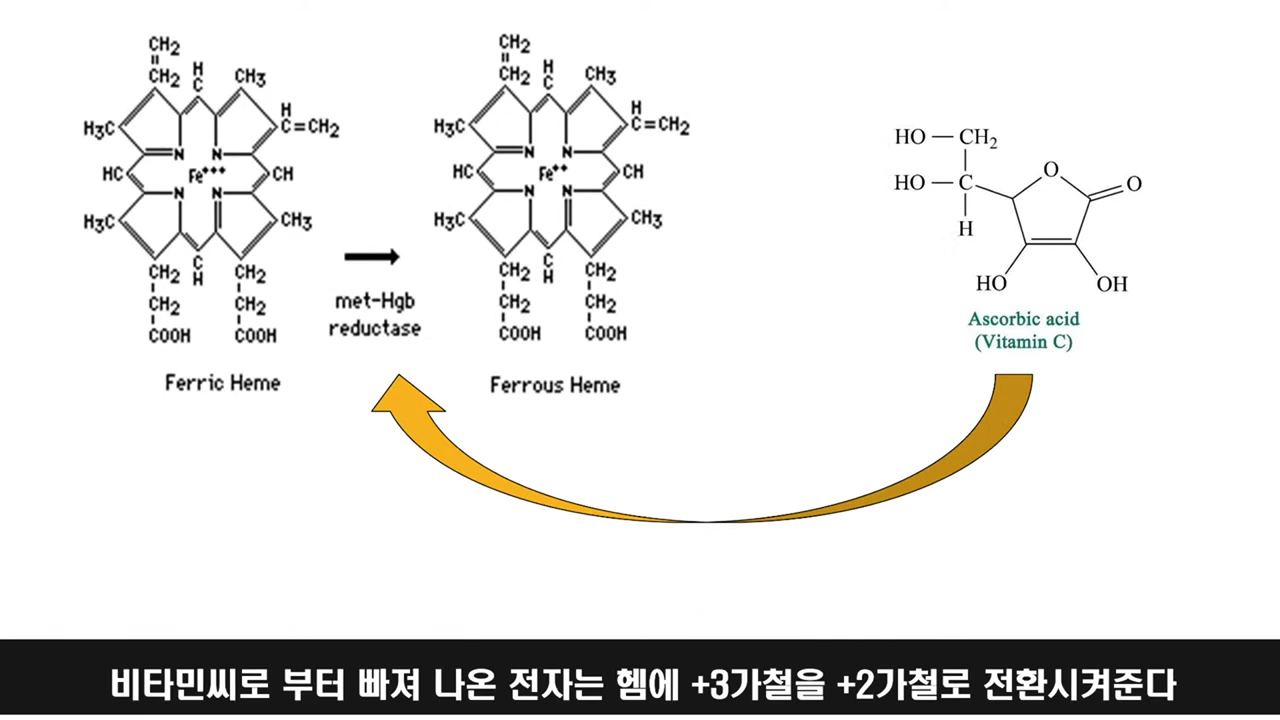 CH2
CH2
H
C
CH3
H3C
H
C=CH2
N
N
HC
Fe+++
CH
N
N
H3C
CH3
CH2
C
H
CH2
CH2
CH2
COOH
COOH
Ferric Heme
met-Hgb
reductase
CH2
CH2
H
C
CH3
H3C
H
C=CH2
N
N
HC
Fe++
CH
N
N
H3C
CH3
CH2
C
H
CH2
CH2
CH2
COOH
COOH
Ferrous Heme
HO — CH2
HO — C
H
O
O
HO
OH
Ascorbic acid
(Vitamin C)
비타민씨로 부터 빠져 나온 전자는 헴에 +3가철을 +2가철로 전환시켜준다